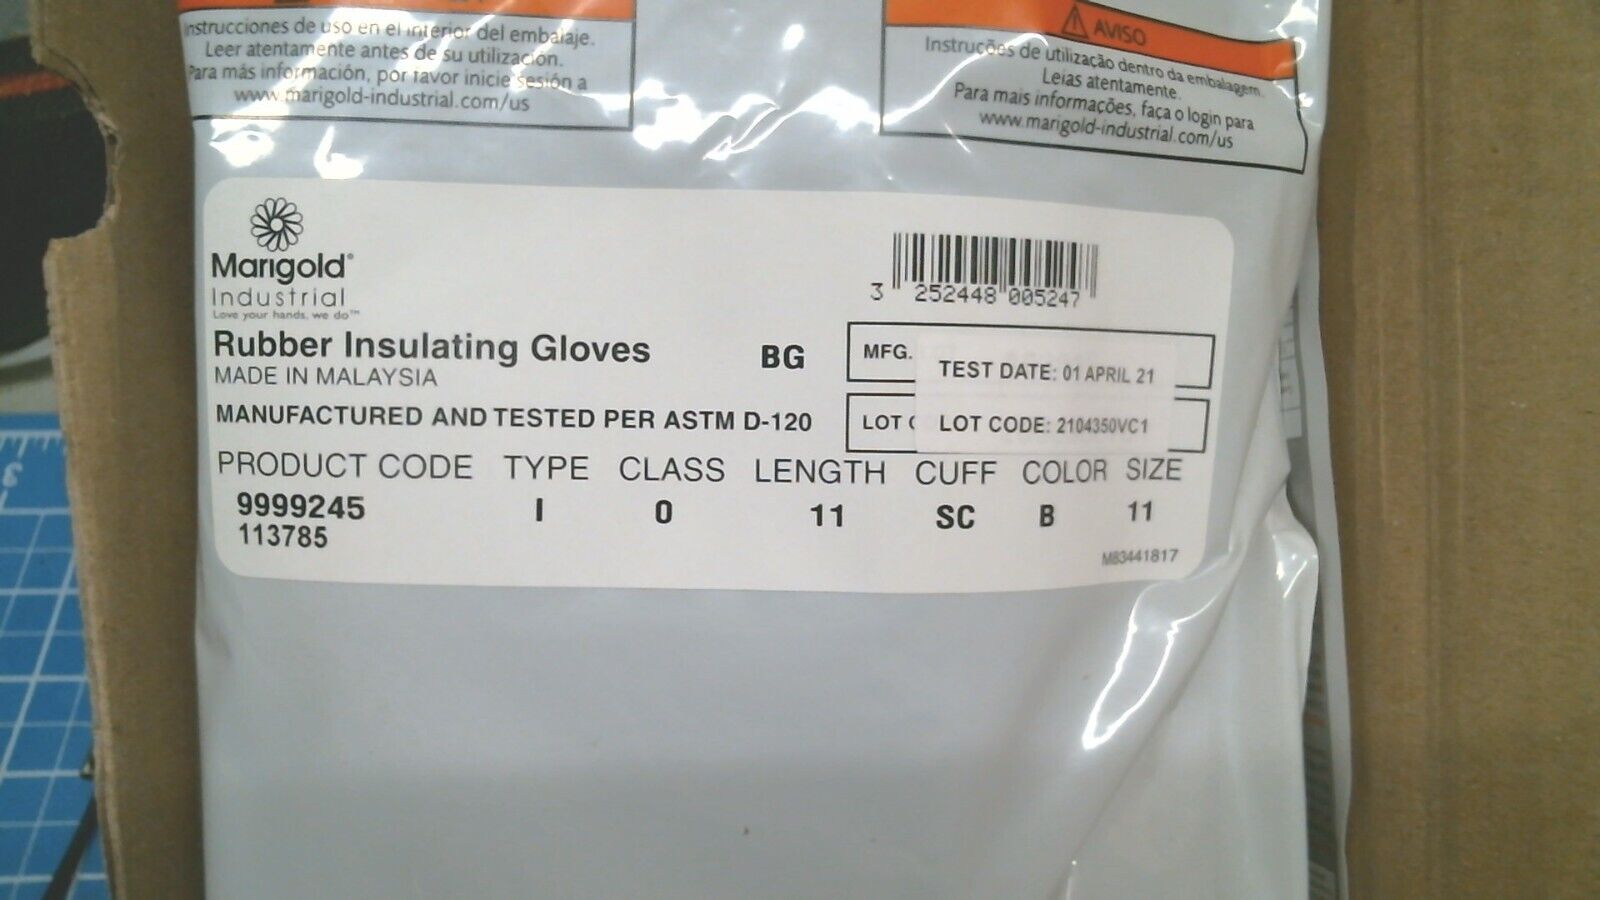 Instrucciones de uso en el interior del embalaje.
Leer atentamente antes de su utilización.
Para más información, por favor inicie sesión a
www.marigold-industrial.com/us
AVISO
Instruções de utilização dentro da embalagem.
Leias atentamente.
Para mais informações, faça o login para
www.marigold-industrial.com/us
Marigold®
Industrial
Love your hands, we do™
3 252448 005247
Rubber Insulating Gloves BG
MADE IN MALAYSIA
MFG.
TEST DATE: 01 APRIL 21
MANUFACTURED AND TESTED PER ASTM D-120
LOT
LOT CODE: 2104350VC1
PRODUCT CODE TYPE CLASS LENGTH CUFF COLOR SIZE
9999245 I 0 11 SC B 11
113785
M83441817
3